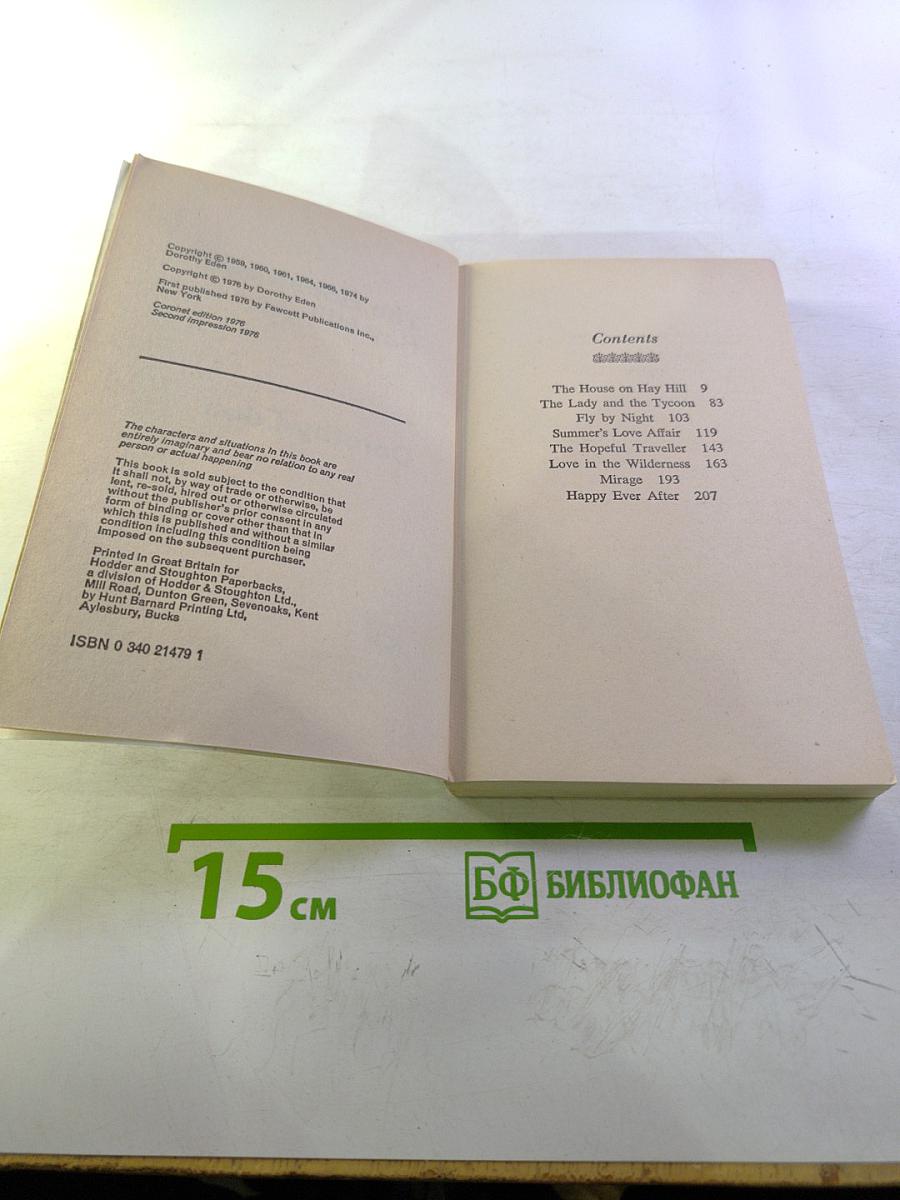 Copyright © 1959, 1960, 1961, 1964, 1966, 1974 by
Dorothy Eden
Copyright © 1976 by Dorothy Eden
First published 1976 by Fawcett Publications Inc.,
New York
Coronet edition 1976
Second impression 1976
The characters and situations in this book are
entirely imaginary and bear no relation to any real
person or actual happening
This book is sold subject to the condition that
it shall not, by way of trade or otherwise, be
lent, re-sold, hired out or otherwise circulated
without the publisher's prior consent in any
form of binding or cover other than that in
which this is published and without a similar
condition including this condition being
imposed on the subsequent purchaser.
Printed in Great Britain for
Hodder and Stoughton Paperbacks,
a division of Hodder & Stoughton Ltd.,
Mill Road, Dunton Green, Sevenoaks, Kent
by Hunt Barnard Printing Ltd,
Aylesbury, Bucks
ISBN 0 340 21479 1
Contents
The House on Hay Hill 9
The Lady and the Tycoon 83
Fly by Night 103
Summer's Love Affair 119
The Hopeful Traveller 143
Love in the Wilderness 163
Mirage 193
Happy Ever After 207
15 см
БФ БИБЛИОФАН